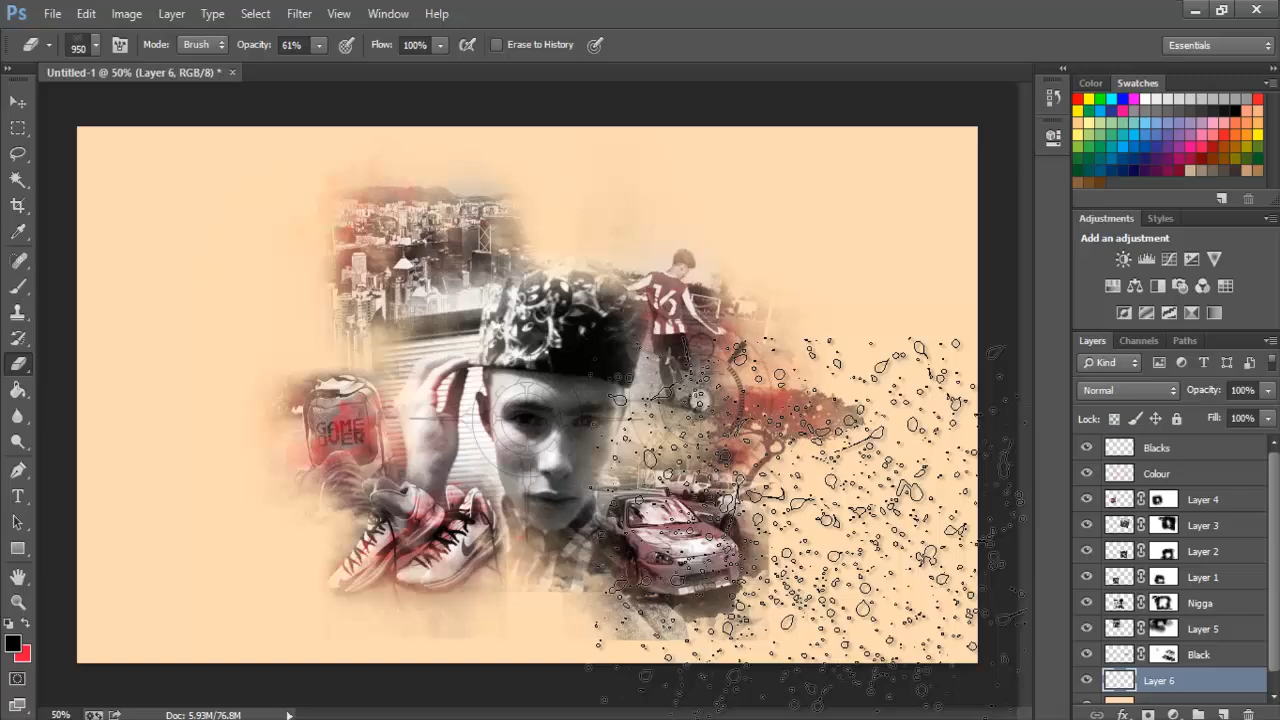 Ps File Edit Image Layer Type Select Filter View Window Help
950 Mode: Brush Opacity: 61% Flow: 100% Erase to History Essentials
Untitled-1 @ 50% (Layer 6, RGB/8) * ×
Color Swatches
Adjustments Styles
Add an adjustment
16
GAME
OVER
Layers Channels Paths
Kind
Normal Opacity: 100%
Lock: Fill: 100%
Blacks
Colour
Layer 4
Layer 3
Layer 2
Layer 1
Nigga
Layer 5
Black
Layer 6
50% Doc: 5.93M/76.8M